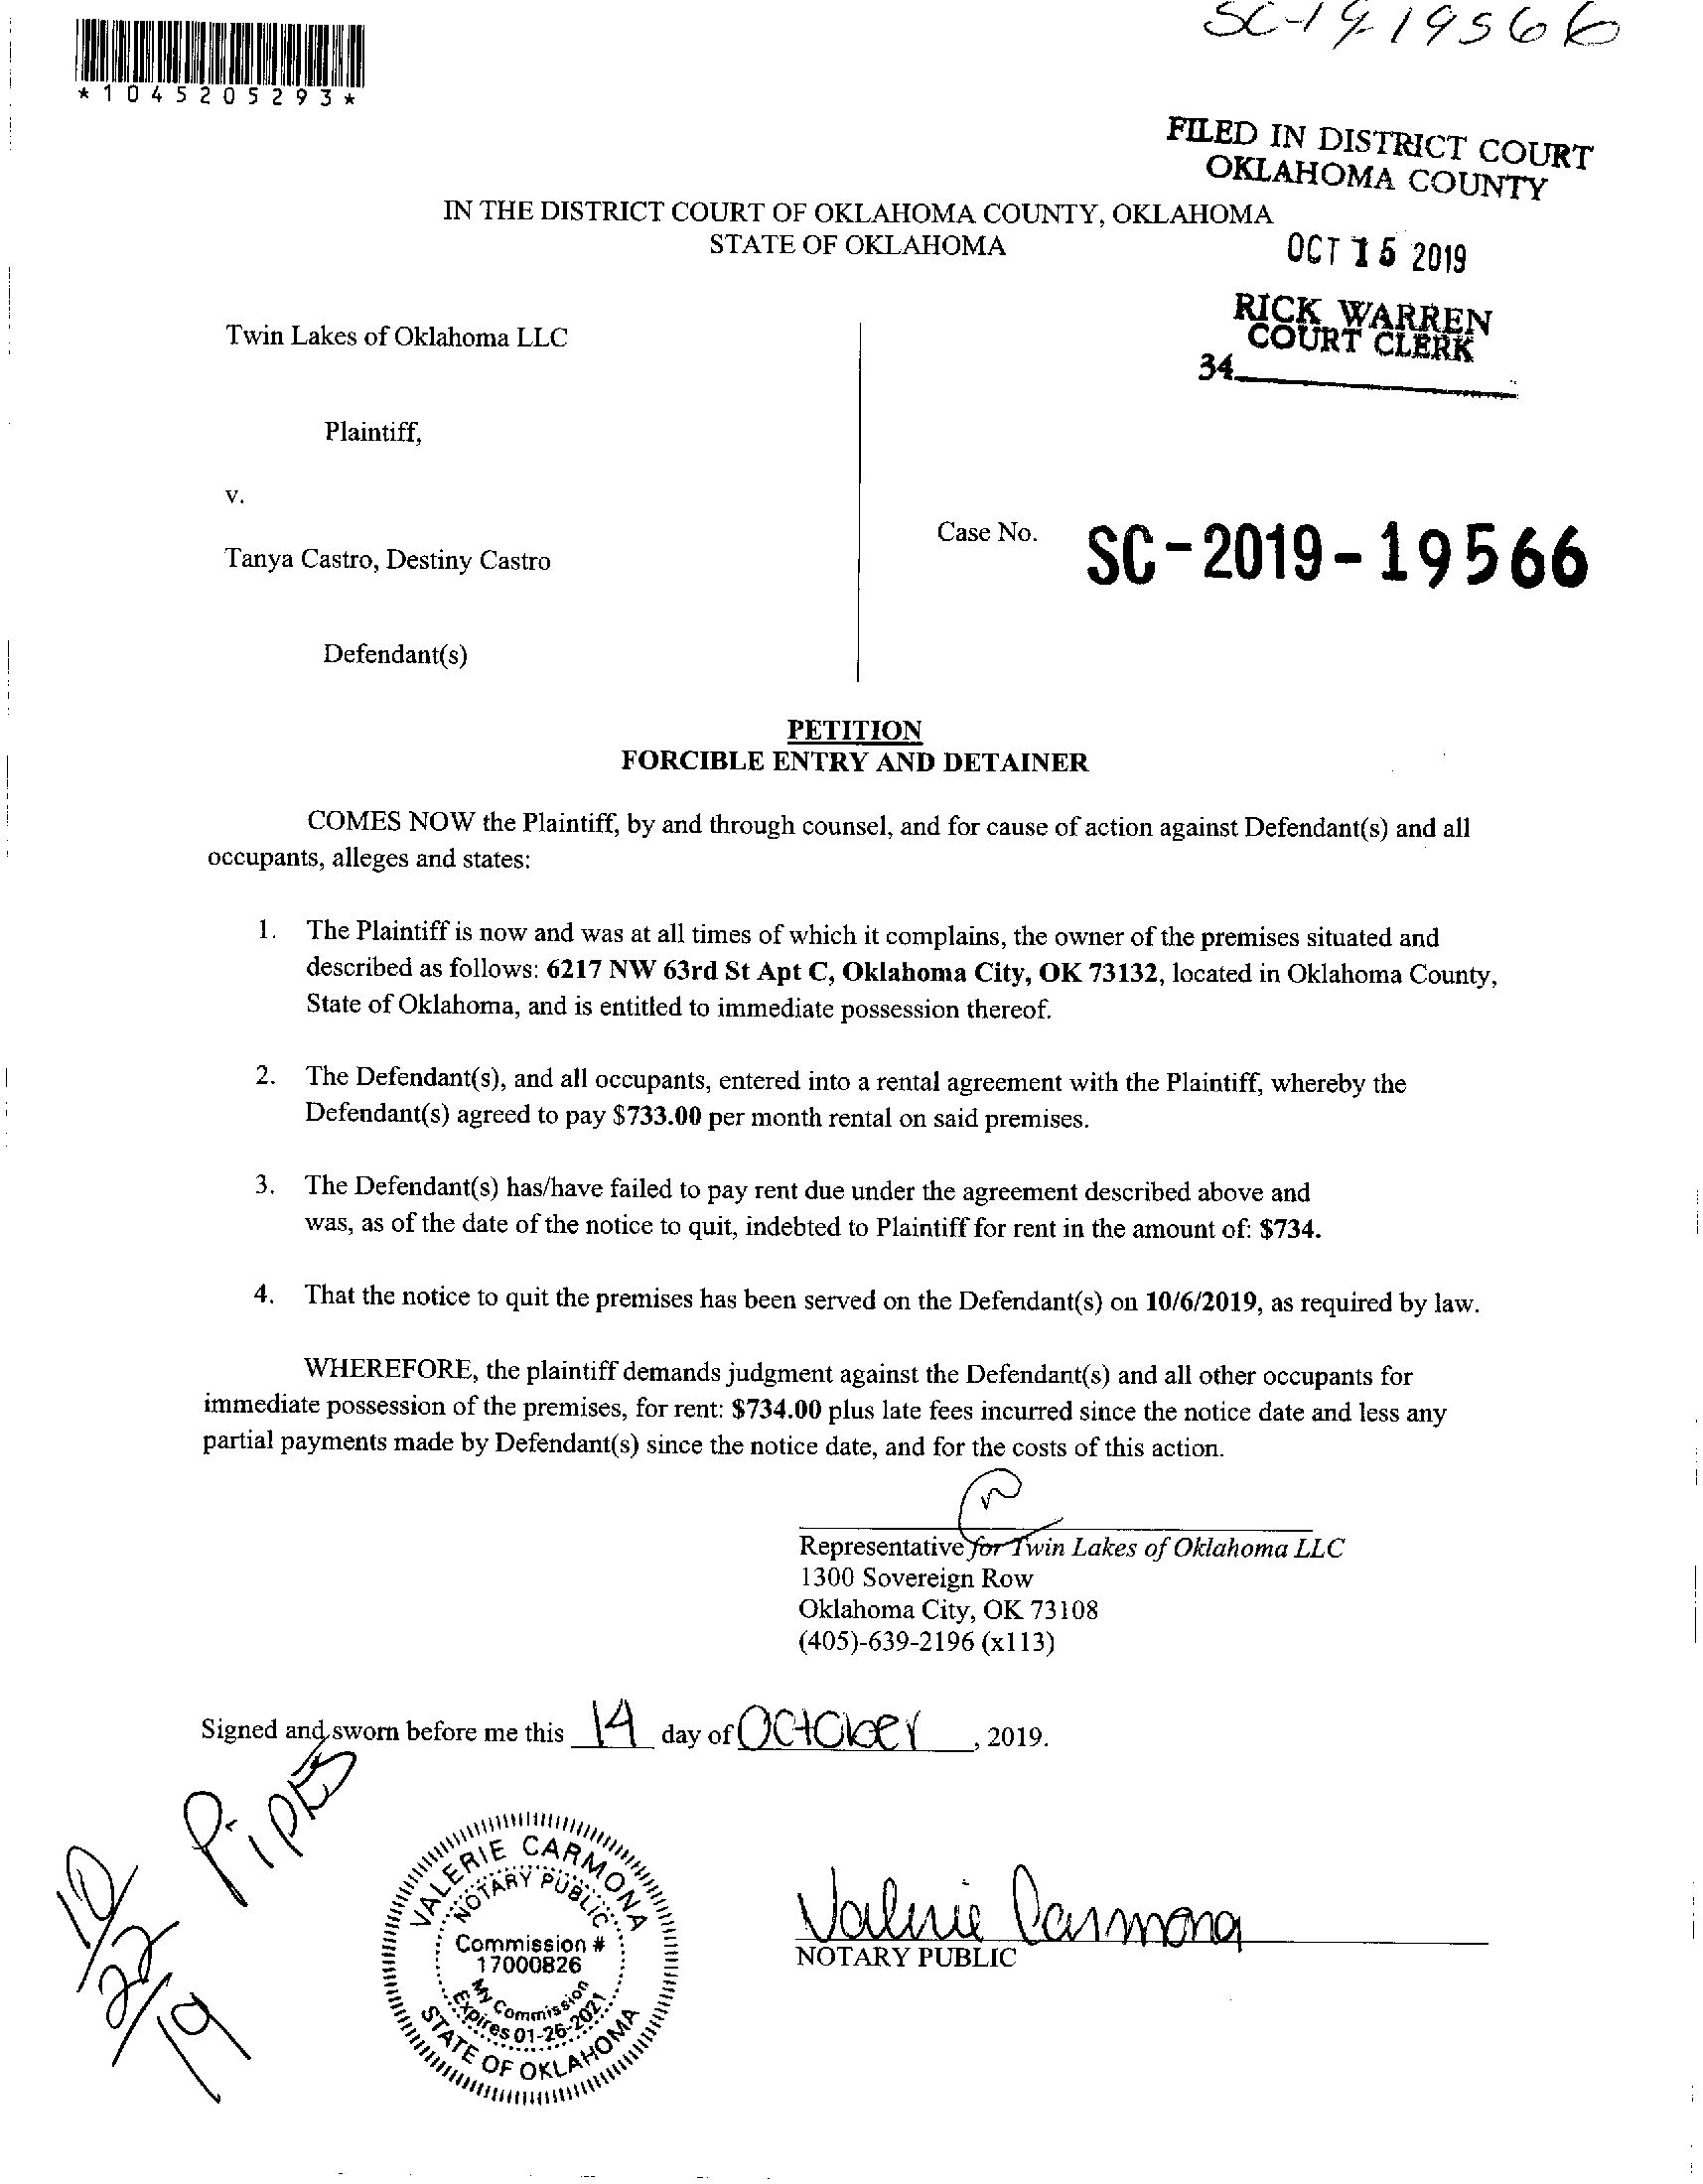 SC-19 19566
*1045205293*
FILED IN DISTRICT COURT
OKLAHOMA COUNTY
IN THE DISTRICT COURT OF OKLAHOMA COUNTY, OKLAHOMA
STATE OF OKLAHOMA
OCT 15 2019
RICK WARREN
COURT CLERK
34
Twin Lakes of Oklahoma LLC
Plaintiff,
v.
Case No. SC-2019-19566
Tanya Castro, Destiny Castro
Defendant(s)
PETITION
FORCIBLE ENTRY AND DETAINER
COMES NOW the Plaintiff, by and through counsel, and for cause of action against Defendant(s) and all
occupants, alleges and states:
1. The Plaintiff is now and was at all times of which it complains, the owner of the premises situated and
described as follows: 6217 NW 63rd St Apt C, Oklahoma City, OK 73132, located in Oklahoma County,
State of Oklahoma, and is entitled to immediate possession thereof.
2. The Defendant(s), and all occupants, entered into a rental agreement with the Plaintiff, whereby the
Defendant(s) agreed to pay $733.00 per month rental on said premises.
3. The Defendant(s) has/have failed to pay rent due under the agreement described above and
was, as of the date of the notice to quit, indebted to Plaintiff for rent in the amount of: $734.
4. That the notice to quit the premises has been served on the Defendant(s) on 10/6/2019, as required by law.
WHEREFORE, the plaintiff demands judgment against the Defendant(s) and all other occupants for
immediate possession of the premises, for rent: $734.00 plus late fees incurred since the notice date and less any
partial payments made by Defendant(s) since the notice date, and for the costs of this action.
Representative for Twin Lakes of Oklahoma LLC
1300 Sovereign Row
Oklahoma City, OK 73108
(405)-639-2196 (x113)
Signed and sworn before me this 14 day of October, 2019.
10/22/19
VALERIE CARMONA
NOTARY PUBLIC
Commission #
17000826
My Commission
Expires 01-26-2021
STATE OF OKLAHOMA
Valerie Carmona
NOTARY PUBLIC